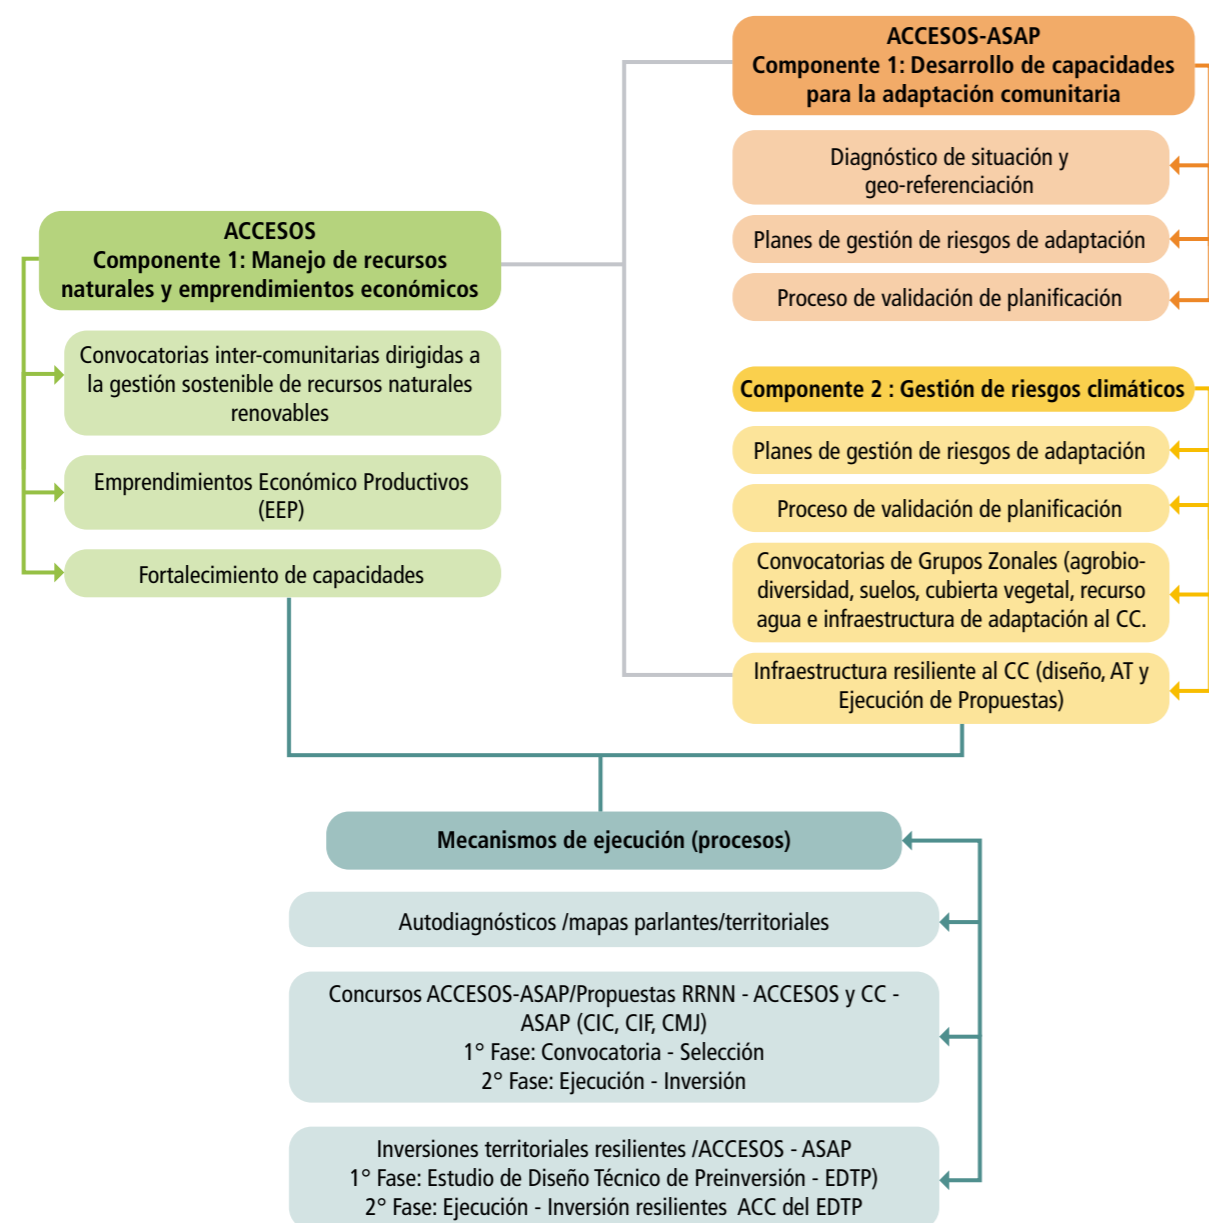 ACCESOS-ASAP
Componente 1: Desarrollo de capacidades
para la adaptación comunitaria
Diagnóstico de situación y
geo-referenciación
Planes de gestión de riesgos de adaptación
Proceso de validación de planificación
ACCESOS
Componente 1: Manejo de recursos
naturales y emprendimientos económicos
Convocatorias inter-comunitarias dirigidas a
la gestión sostenible de recursos naturales
renovables
Emprendimientos Económico Productivos
(EEP)
Fortalecimiento de capacidades
Componente 2 : Gestión de riesgos climáticos
Planes de gestión de riesgos de adaptación
Proceso de validación de planificación
Convocatorias de Grupos Zonales (agrobio-
diversidad, suelos, cubierta vegetal, recurso
agua e infraestructura de adaptación al CC.
Infraestructura resiliente al CC (diseño, AT y
Ejecución de Propuestas)
Mecanismos de ejecución (procesos)
Autodiagnósticos /mapas parlantes/territoriales
Concursos ACCESOS-ASAP/Propuestas RRNN - ACCESOS y CC -
ASAP (CIC, CIF, CMJ)
1° Fase: Convocatoria - Selección
2° Fase: Ejecución - Inversión
Inversiones territoriales resilientes /ACCESOS - ASAP
1° Fase: Estudio de Diseño Técnico de Preinversión - EDTP)
2° Fase: Ejecución - Inversión resilientes  ACC del EDTP